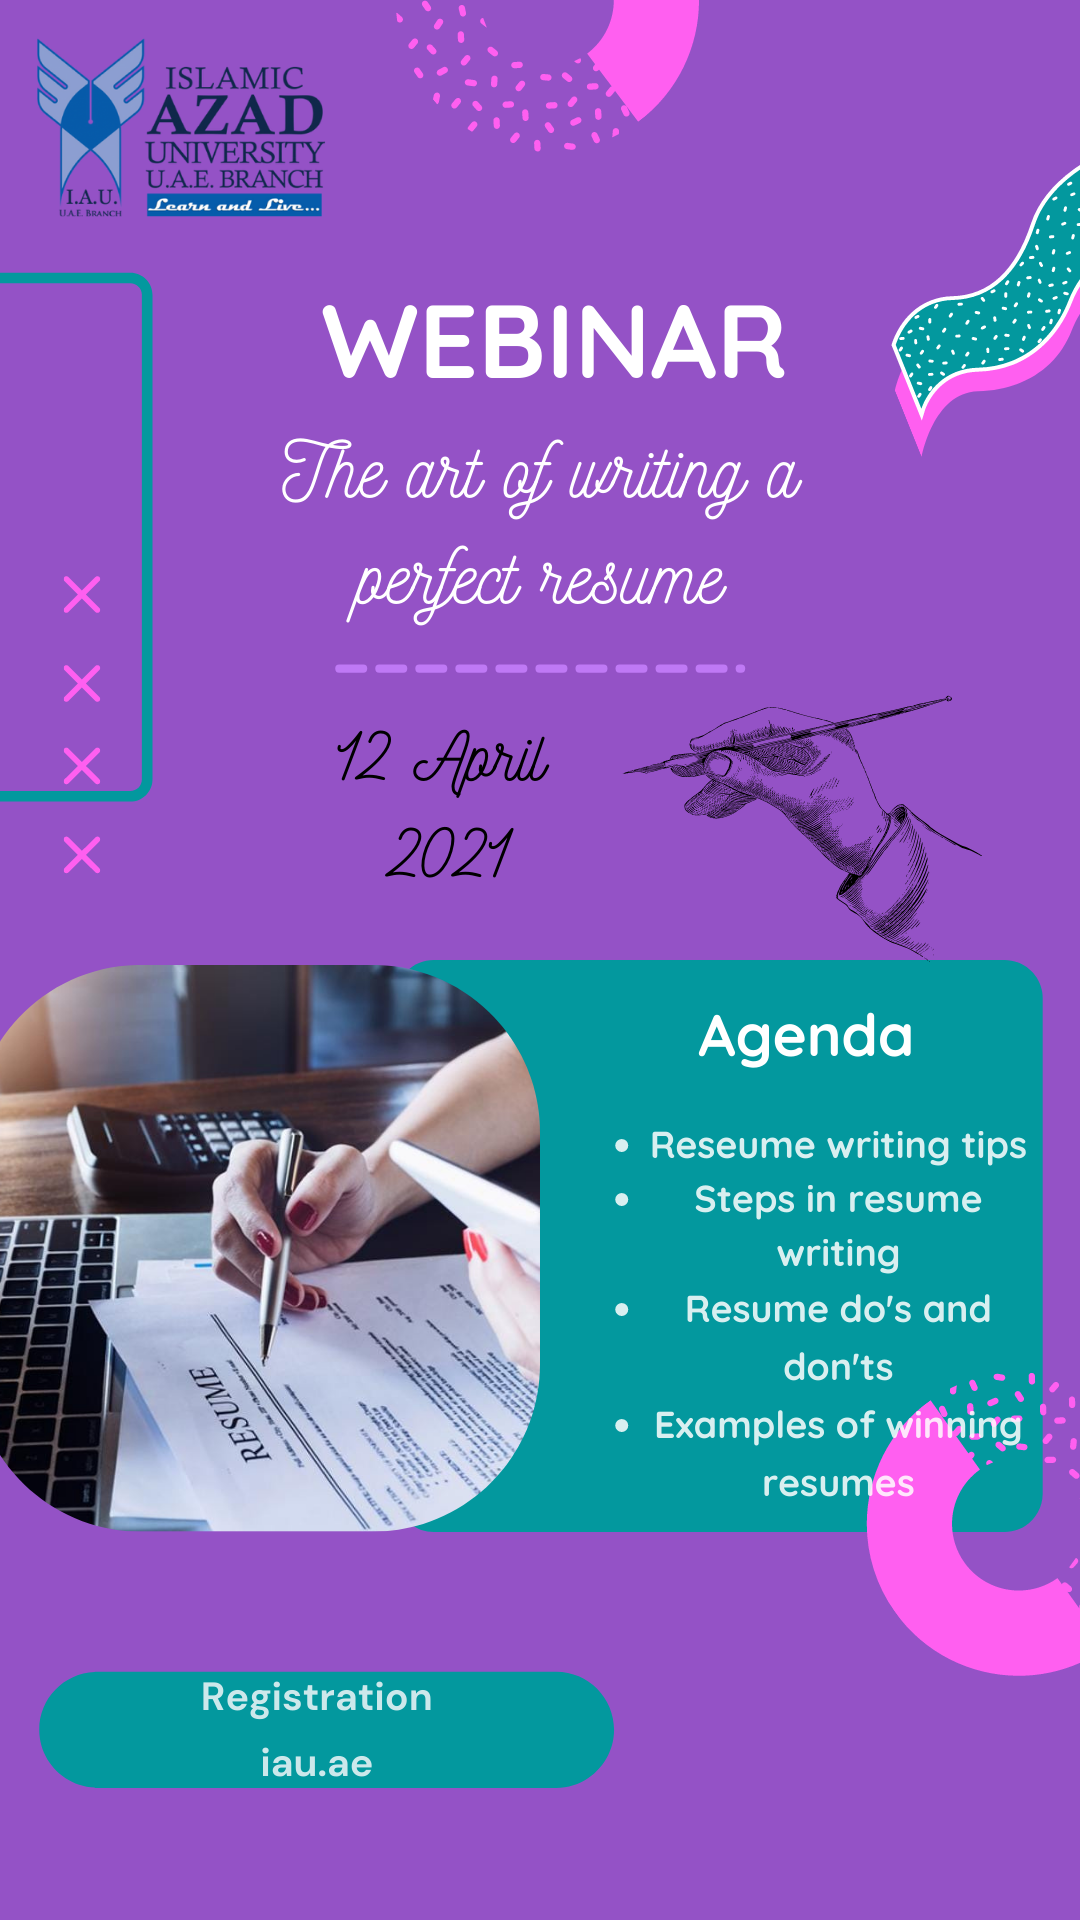 ISLAMIC
AZAD
UNIVERSITY
U.A.E. BRANCH
Learn and Live...
I.A.U.
U.A.E. BRANCH
WEBINAR
The art of writing a
perfect resume
12 April
2021
Agenda
• Reseume writing tips
• Steps in resume
writing
• Resume do's and
don'ts
• Examples of winning
resumes
RESUME
Registration
iau.ae